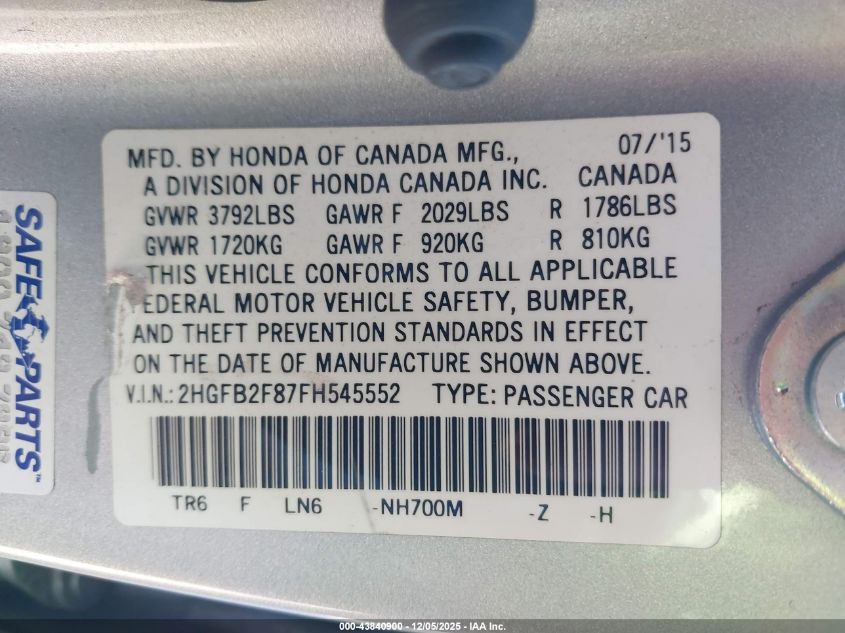 MFD. BY HONDA OF CANADA MFG., 07/'15
A DIVISION OF HONDA CANADA INC. CANADA
GVWR 3792LBS GAWR F 2029LBS R 1786LBS
GVWR 1720KG GAWR F 920KG R 810KG
THIS VEHICLE CONFORMS TO ALL APPLICABLE
FEDERAL MOTOR VEHICLE SAFETY, BUMPER,
AND THEFT PREVENTION STANDARDS IN EFFECT
ON THE DATE OF MANUFACTURE SHOWN ABOVE.
V.I.N.: 2HGFB2F87FH545552 TYPE: PASSENGER CAR
TR6 F LN6 -NH700M -Z -H
SAFE PARTS™
000-43840900 - 12/05/2025 - IAA Inc.